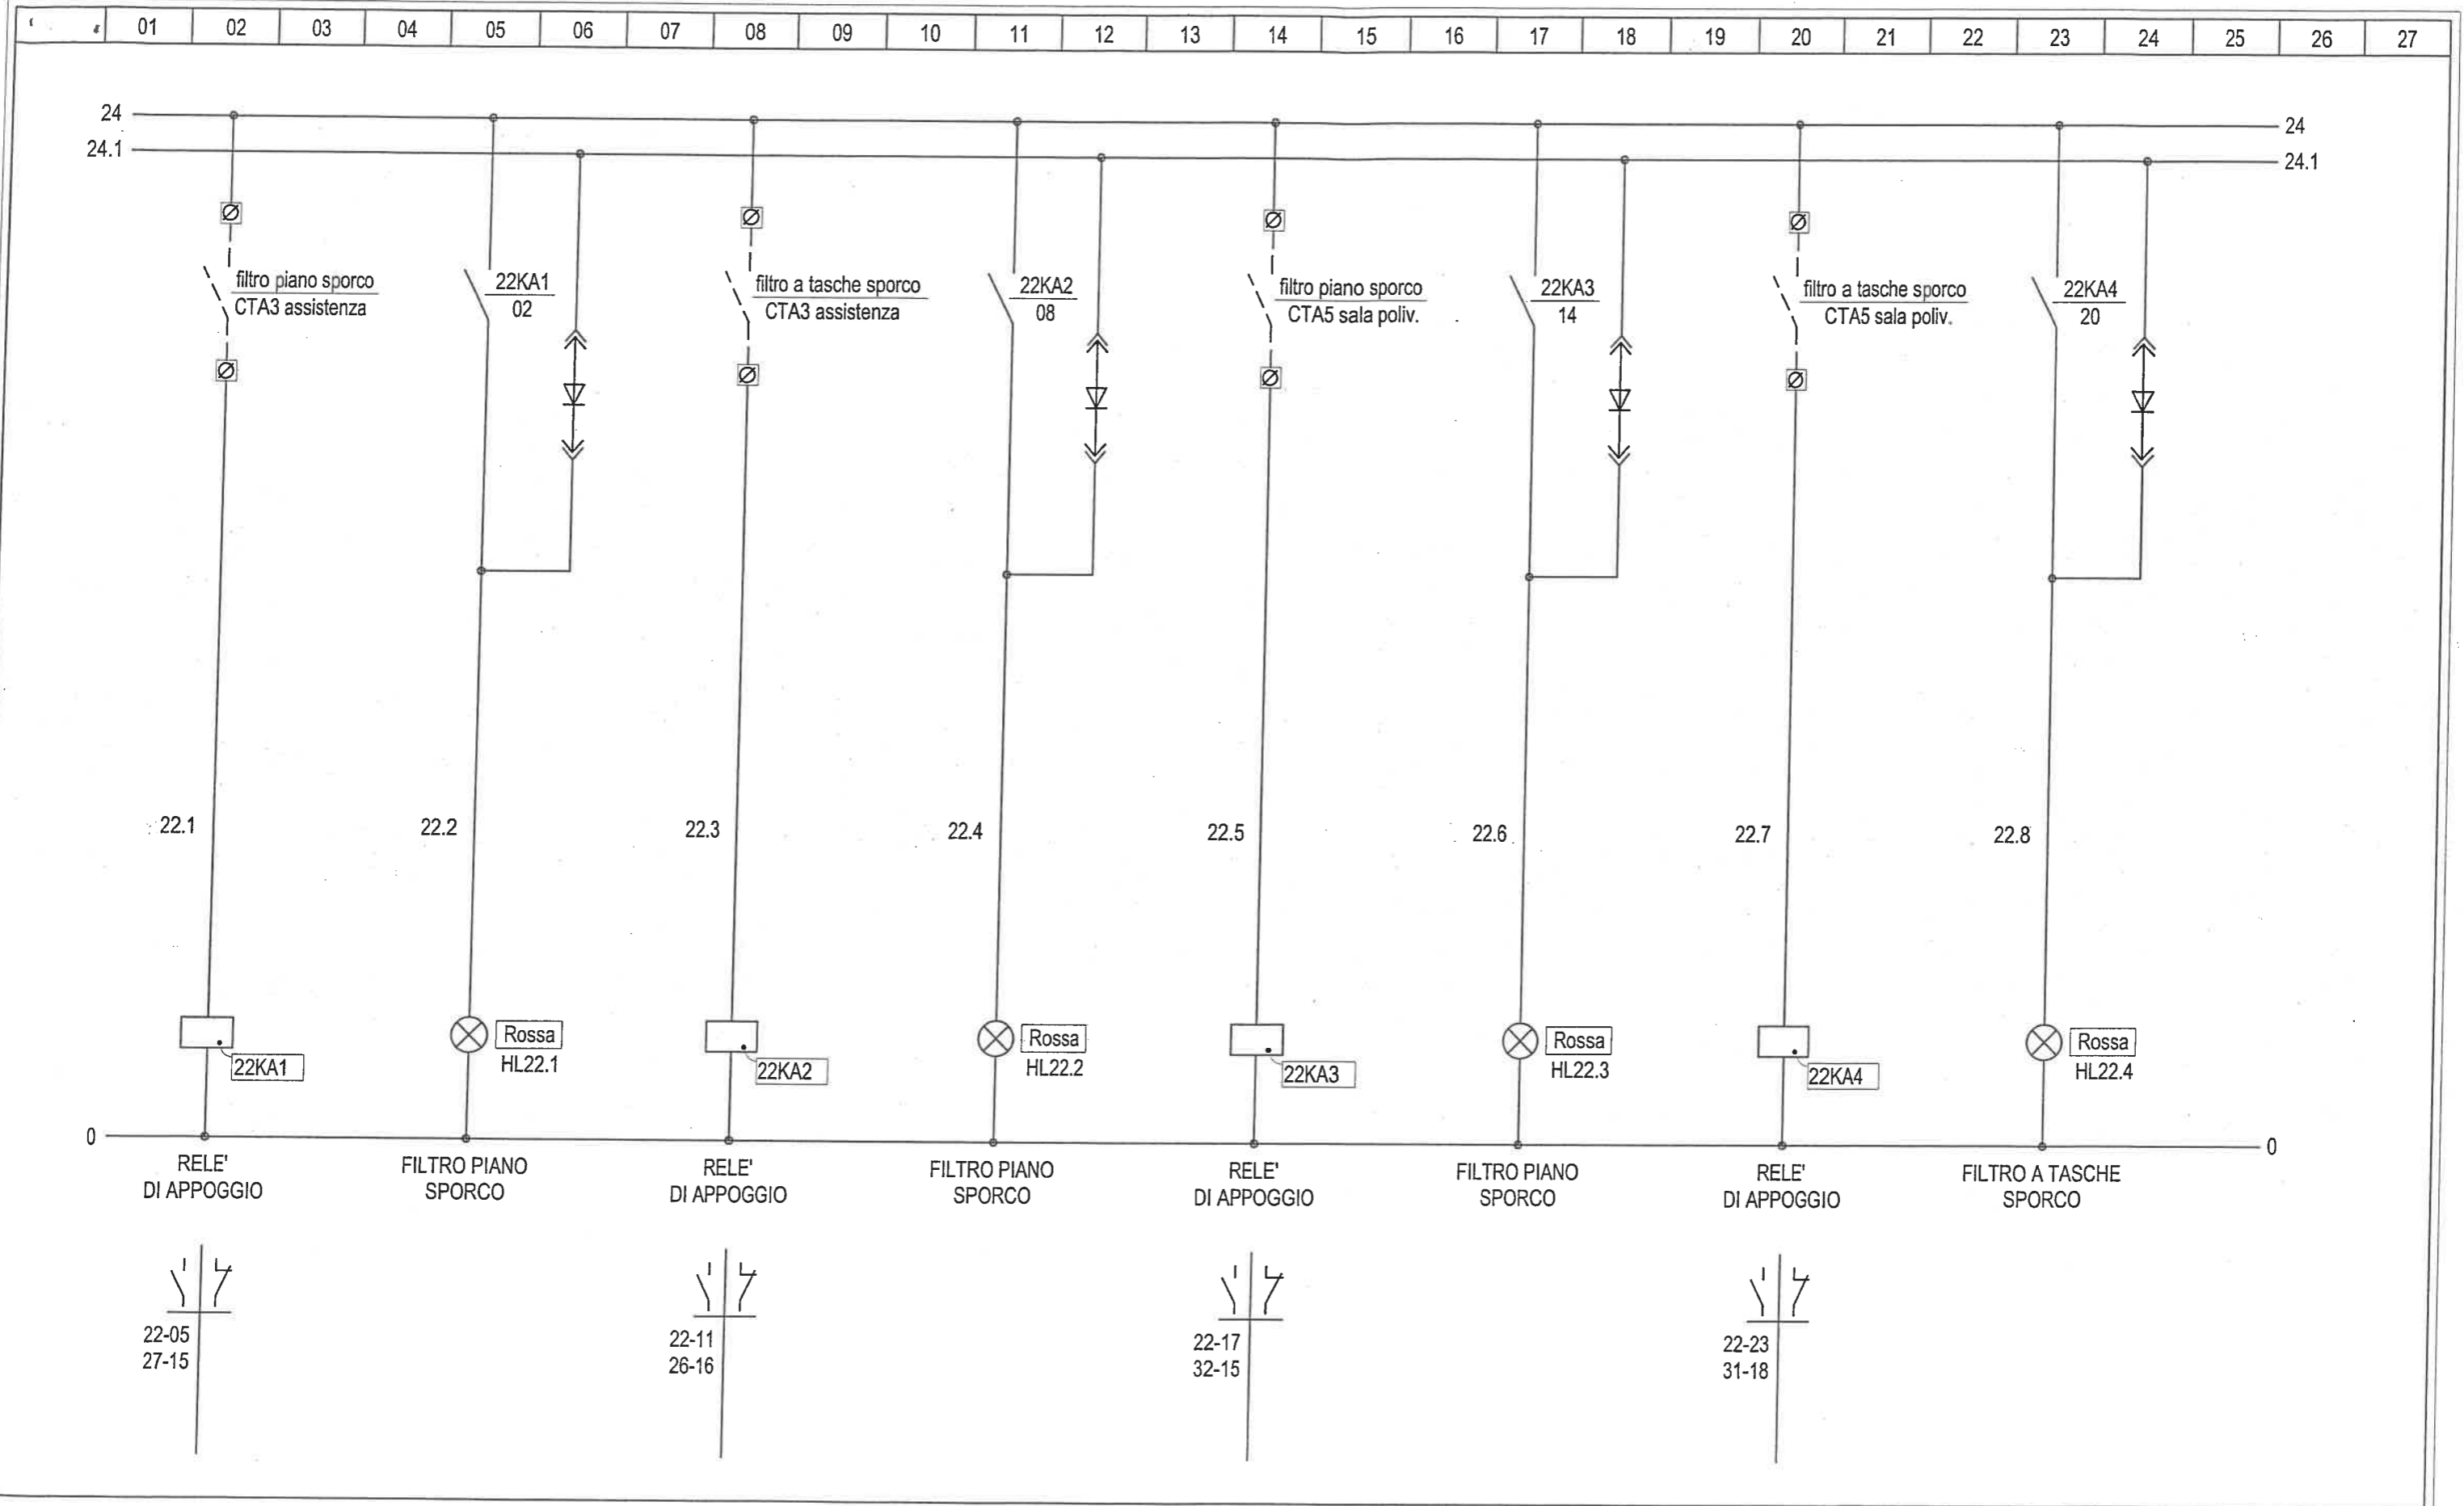 01 02 03 04 05 06 07 08 09 10 11 12 13 14 15 16 17 18 19 20 21 22 23 24 25 26 27
24 24
24.1 24.1
filtro piano sporco
CTA3 assistenza
22KA1
02
filtro a tasche sporco
CTA3 assistenza
22KA2
08
filtro piano sporco
CTA5 sala poliv.
22KA3
14
filtro a tasche sporco
CTA5 sala poliv.
22KA4
20
22.1 22.2 22.3 22.4 22.5 22.6 22.7 22.8
22KA1
Rossa
HL22.1
22KA2
Rossa
HL22.2
22KA3
Rossa
HL22.3
22KA4
Rossa
HL22.4
0 0
RELE'
DI APPOGGIO
FILTRO PIANO
SPORCO
RELE'
DI APPOGGIO
FILTRO PIANO
SPORCO
RELE'
DI APPOGGIO
FILTRO PIANO
SPORCO
RELE'
DI APPOGGIO
FILTRO A TASCHE
SPORCO
22-05
27-15
22-11
26-16
22-17
32-15
22-23
31-18